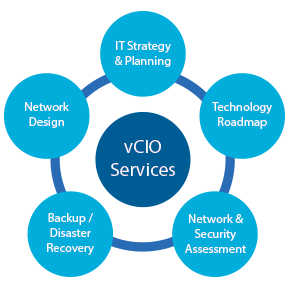 IT Strategy
& Planning
Technology
Roadmap
Network &
Security
Assessment
Backup /
Disaster
Recovery
Network
Design
vCIO
Services